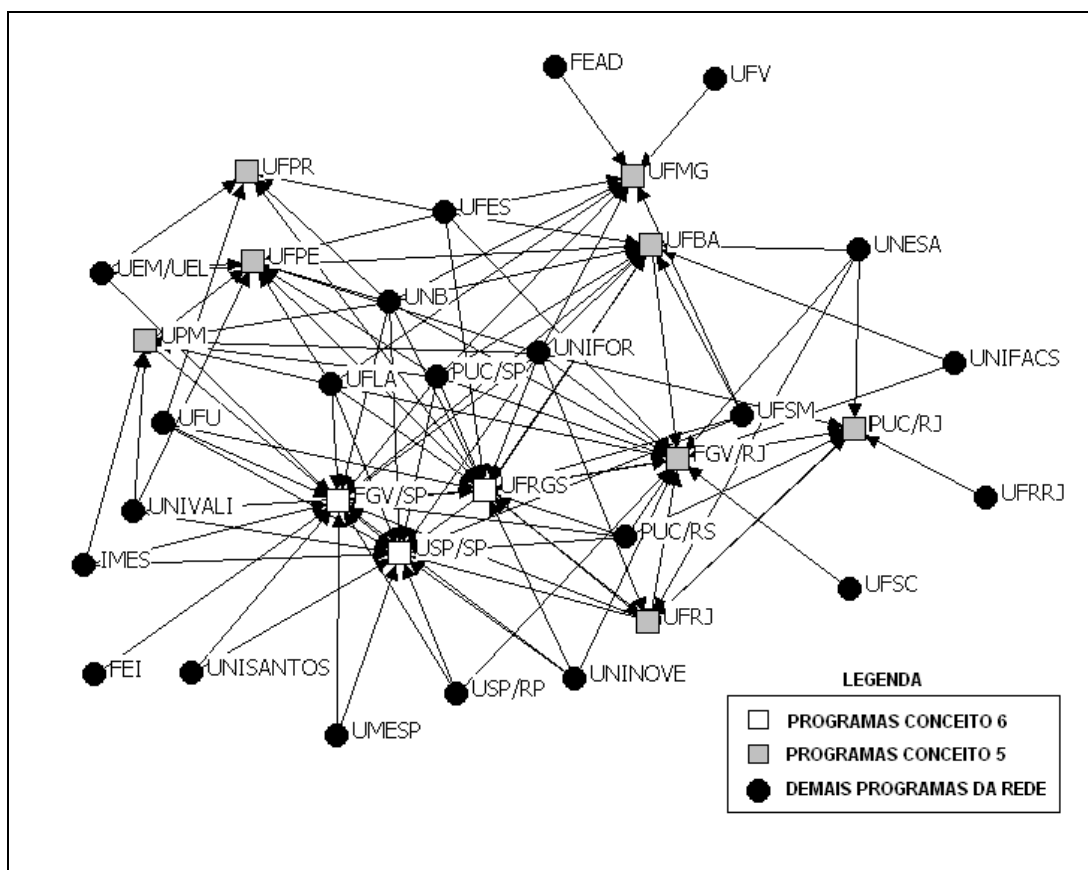 FEAD
UFV
UFPR
UFMG
UFES
UFBA
UNESA
UFPE
UEM/UEL
UNB
UPM
UNIFOR
UNIFACS
PUC/SP
UFLA
UFSM
UFU
PUC/RJ
FGV/RJ
UFRGS
FGV/SP
UFRRJ
UNIVALI
PUC/RS
USP/SP
IMES
UFSC
UFRJ
FEI
UNISANTOS
UNINOVE
USP/RP
UMESP
LEGENDA
PROGRAMAS CONCEITO 6
PROGRAMAS CONCEITO 5
DEMAIS PROGRAMAS DA REDE